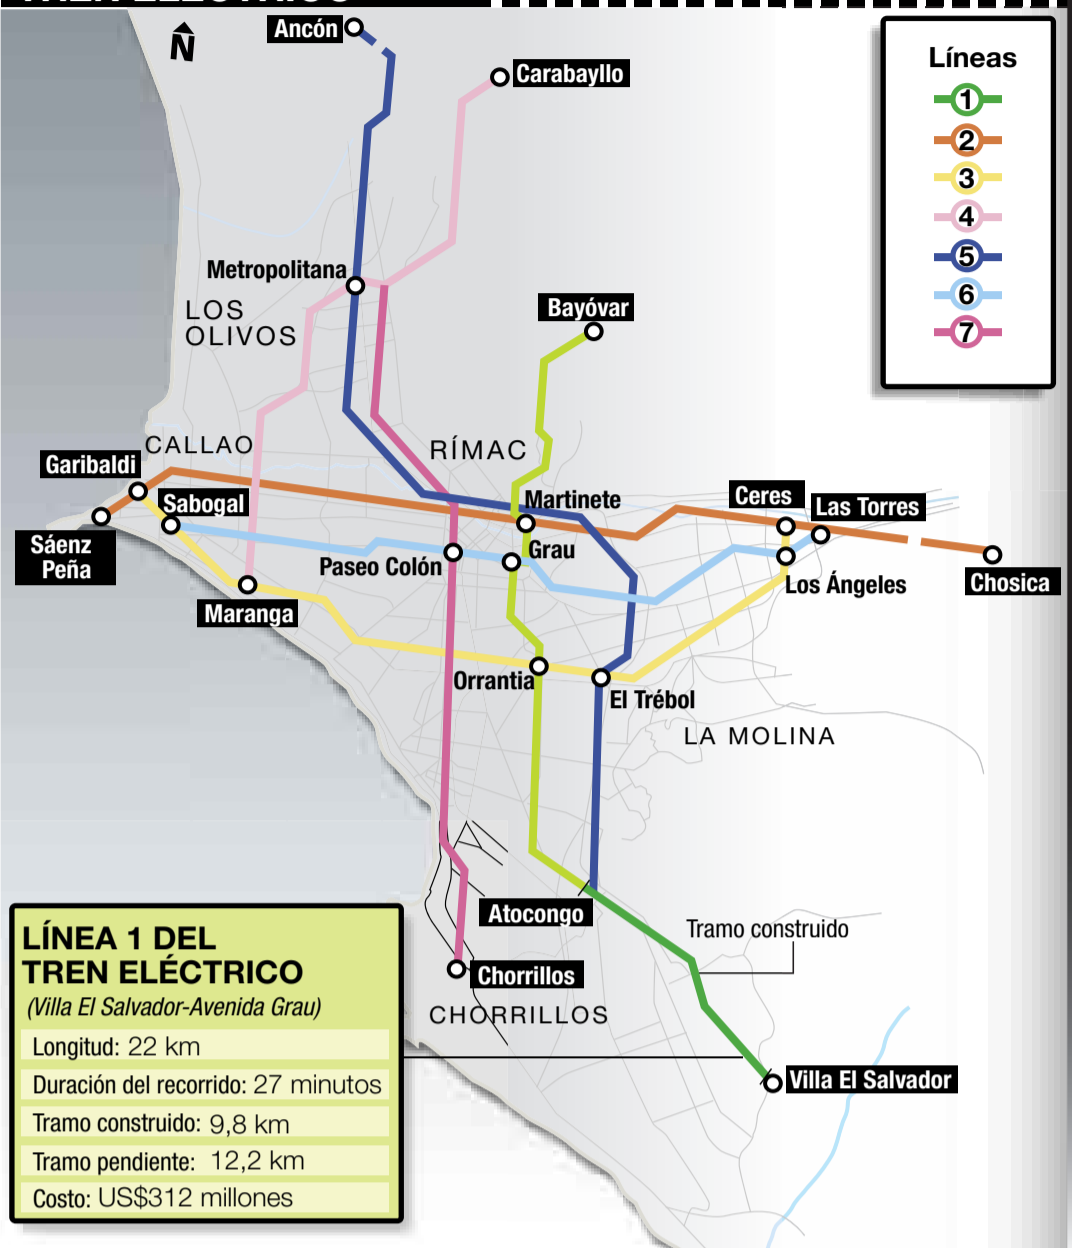 TREN ELÉCTRICO
N
Ancón
Carabayllo
Líneas
1
2
3
4
5
6
7
Metropolitana
LOS
OLIVOS
Bayóvar
CALLAO
RÍMAC
Garibaldi
Sabogal
Martinete
Ceres
Las Torres
Sáenz
Peña
Paseo Colón
Grau
Los Ángeles
Chosica
Maranga
Orrantia
El Trébol
LA MOLINA
Atocongo
Tramo construido
Chorrillos
CHORRILLOS
Villa El Salvador
LÍNEA 1 DEL
TREN ELÉCTRICO
(Villa El Salvador-Avenida Grau)
Longitud: 22 km
Duración del recorrido: 27 minutos
Tramo construido: 9,8 km
Tramo pendiente: 12,2 km
Costo: US$312 millones